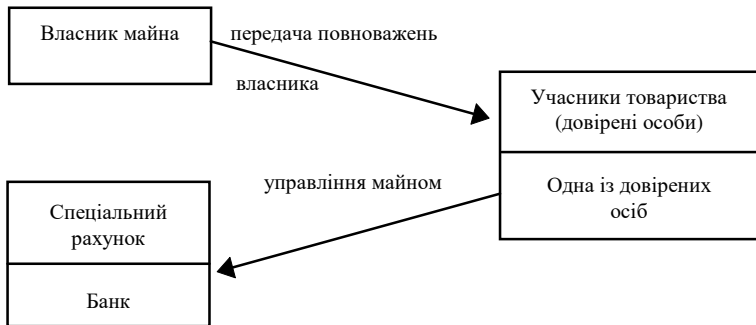 Власник майна
передача повноважень
власника
Учасники товариства
(довірені особи)
управління майном
Одна із довірених
осіб
Спеціальний
рахунок
Банк